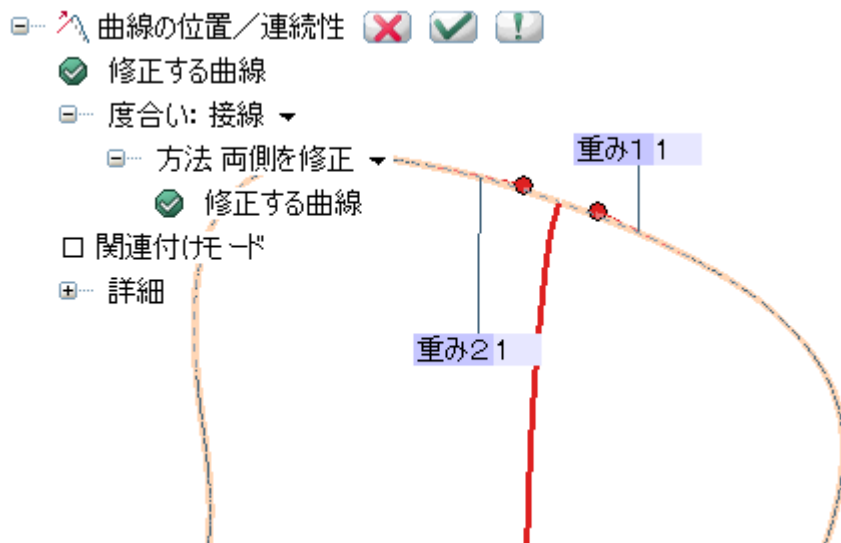 曲線の位置／連続性
修正する曲線
度合い: 接線
方法 両側を修正
重み1 1
修正する曲線
関連付けモード
詳細
重み2 1